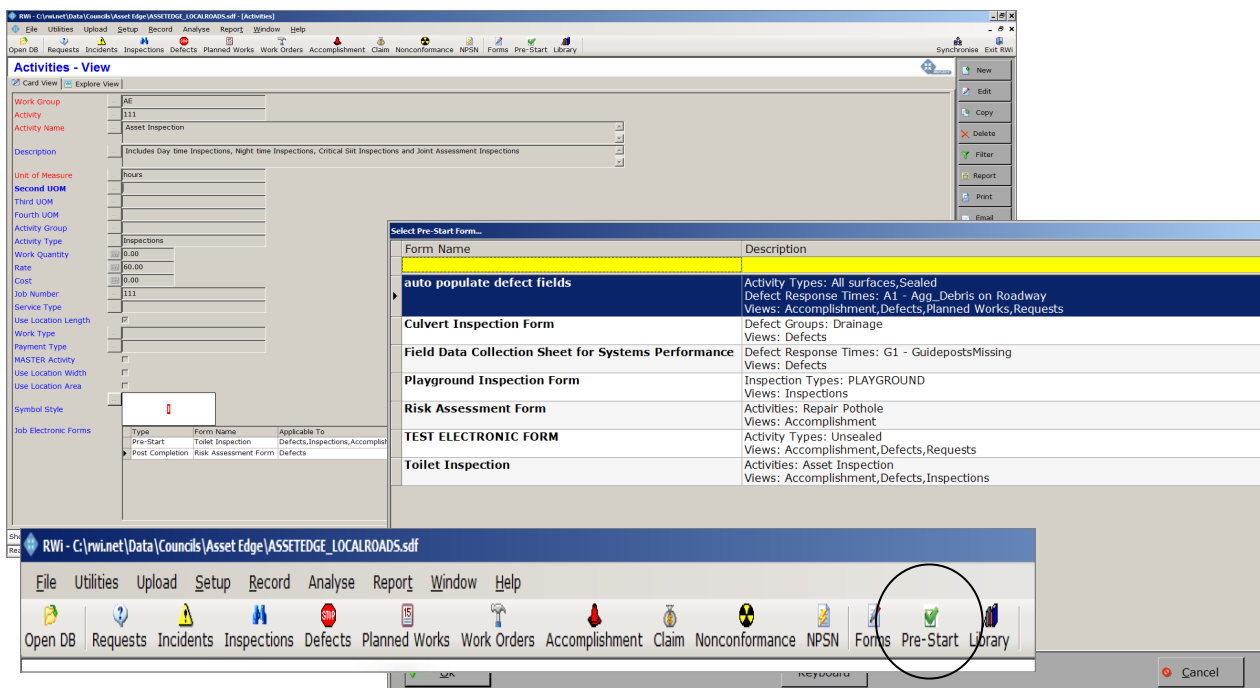 RWi - C:\rwi.net\Data\Councils\Asset Edge\ASSETEDGE_LOCALROADS.sdf - [Activities]
File Utilities Upload Setup Record Analyse Report Window Help
Open DB Requests Incidents Inspections Defects Planned Works Work Orders Accomplishment Claim Nonconformance NPSN Forms Pre-Start Library Synchronise Exit RWi
Activities - View
Card View Explore View
New
Edit
Copy
Delete
Filter
Report
Print
Email
Work Group AE
Activity 111
Activity Name Asset Inspection
Description Includes Day time Inspections, Night time Inspections, Critical Siit Inspections and Joint Assessment Inspections
Unit of Measure hours
Second UOM
Third UOM
Fourth UOM
Activity Group
Activity Type Inspections
Work Quantity 0.00
Rate 60.00
Cost 0.00
Job Number 111
Service Type
Use Location Length
Work Type
Payment Type
MASTER Activity
Use Location Width
Use Location Area
Symbol Style
Job Electronic Forms
Type Form Name Applicable To
Pre-Start Toilet Inspection Defects,Inspections,Accomplish
Post Completion Risk Assessment Form Defects
Select Pre-Start Form...
Form Name Description
auto populate defect fields Activity Types: All surfaces,Sealed
Defect Response Times: A1 - Agg_Debris on Roadway
Views: Accomplishment,Defects,Planned Works,Requests
Culvert Inspection Form Defect Groups: Drainage
Views: Defects
Field Data Collection Sheet for Systems Performance Defect Response Times: G1 - GuidepostsMissing
Views: Defects
Playground Inspection Form Inspection Types: PLAYGROUND
Views: Inspections
Risk Assessment Form Activities: Repair Pothole
Views: Accomplishment
TEST ELECTRONIC FORM Activity Types: Unsealed
Views: Accomplishment,Defects,Requests
Toilet Inspection Activities: Asset Inspection
Views: Accomplishment,Defects,Inspections
RWi - C:\rwi.net\Data\Councils\Asset Edge\ASSETEDGE_LOCALROADS.sdf
File Utilities Upload Setup Record Analyse Report Window Help
15
STOP
Open DB Requests Incidents Inspections Defects Planned Works Work Orders Accomplishment Claim Nonconformance NPSN Forms Pre-Start Library
Ok Keyboard Cancel